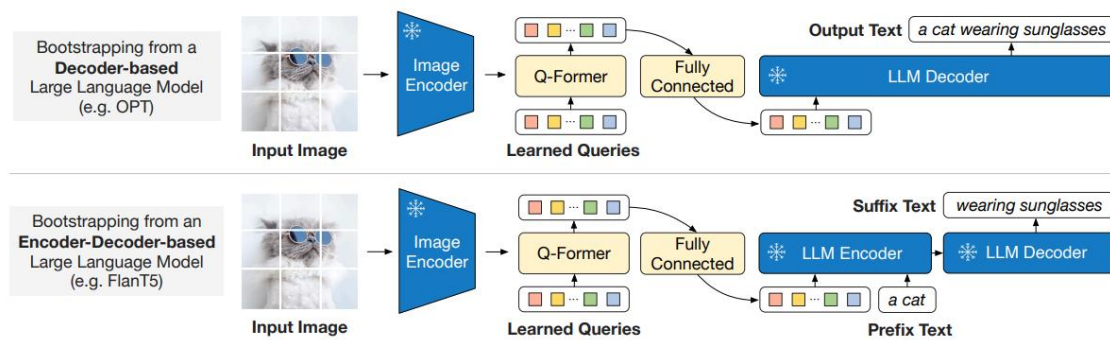 Bootstrapping from a
Decoder-based
Large Language Model
(e.g. OPT)
Input Image
Image
Encoder
Q-Former
Learned Queries
Fully
Connected
Output Text
a cat wearing sunglasses
LLM Decoder
Bootstrapping from an
Encoder-Decoder-based
Large Language Model
(e.g. FlanT5)
Input Image
Image
Encoder
Q-Former
Learned Queries
Fully
Connected
Suffix Text
wearing sunglasses
LLM Encoder
LLM Decoder
a cat
Prefix Text